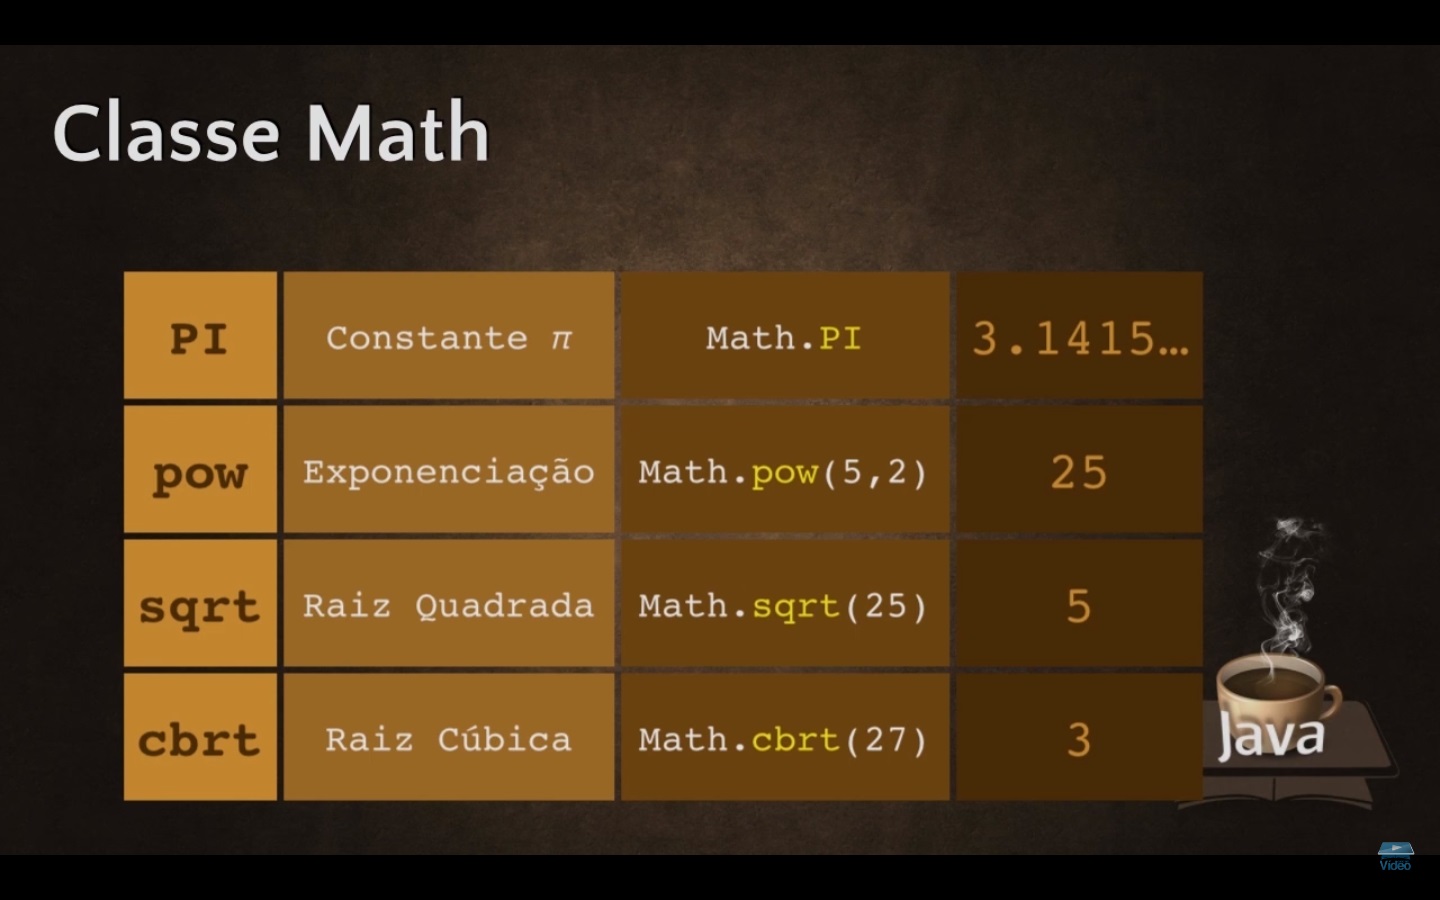 Classe Math
PI Constante π Math.PI 3.1415…
pow Exponenciação Math.pow(5,2) 25
sqrt Raiz Quadrada Math.sqrt(25) 5
cbrt Raiz Cúbica Math.cbrt(27) 3
Java
Vídeo